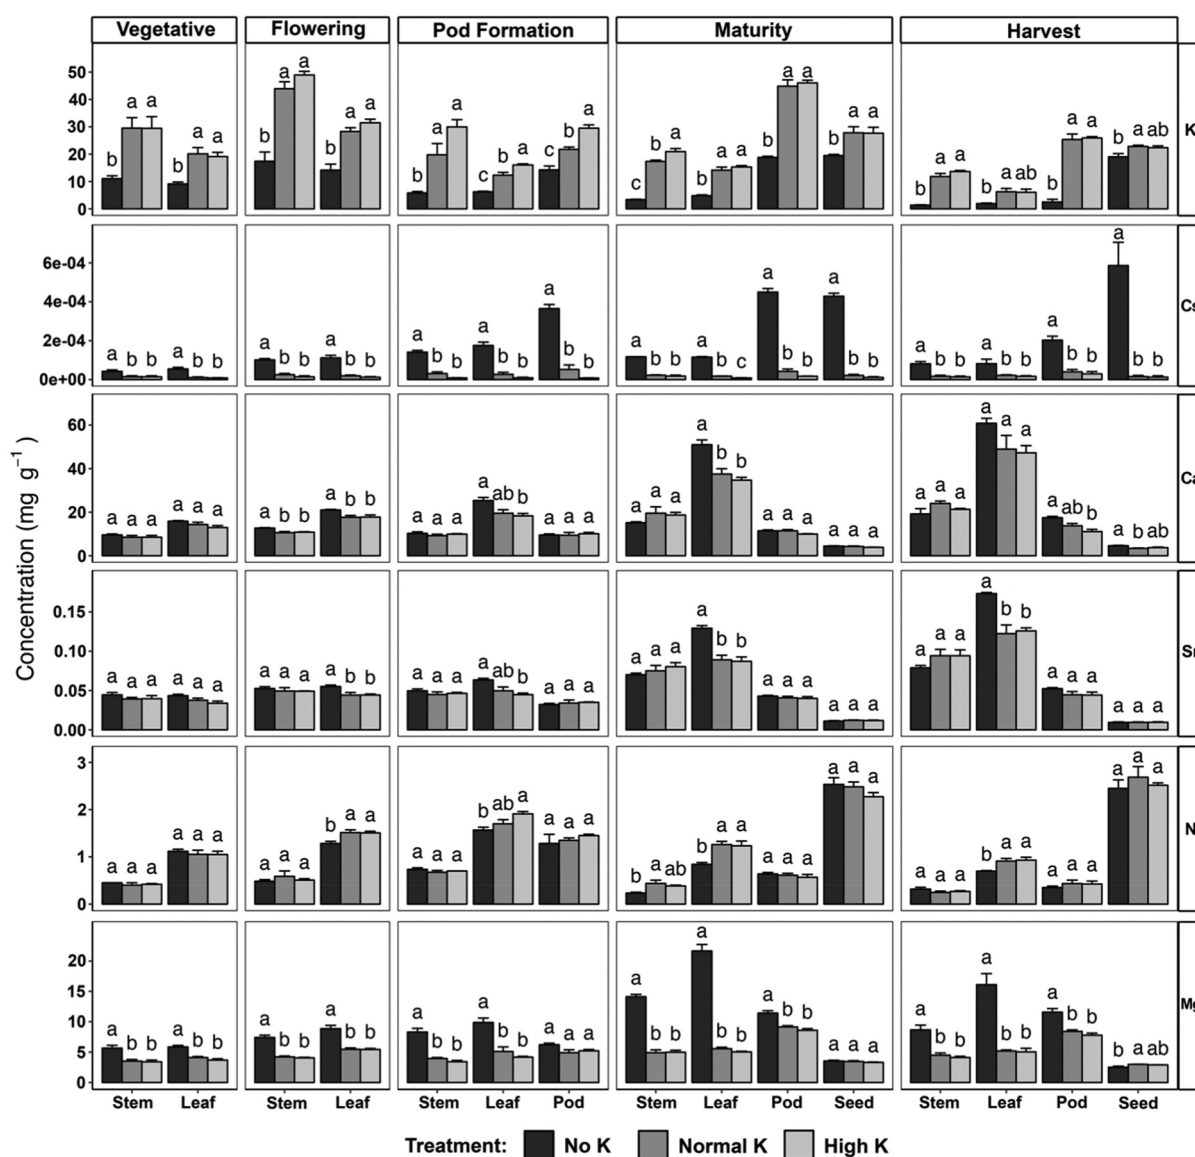 Vegetative Flowering Pod Formation Maturity Harvest
a a a a b b b
50
40
30
20
10
0
b a a b a a
b a a b a a
b a a c b a c b a
c b a b a a b a a b a a
b a a b a ab b a a b a ab
K
6e-04
4e-04
2e-04
0e+00
a b b a b b
a b b a b b
a b b a b b a b b
a b b a b c a b b a b b
a b b a b b a b b a b b
Cs
60
40
20
0
a a a a a a
a b b a b b
a a a a ab b a a a
a a a a b b a a a a a a
a a a a a a a ab b a b ab
Ca
0.15
0.10
0.05
0.00
a a a a a a
a a a a b b
a a a a ab b a a a
a a a a b b a a a a a a
a a a a b b a a a a a a
3
2
1
0
a a a a a a
a a a b a a
a a a b ab a a a a
b a ab b a a a a a a a a
a a a b a a a a a a a a
N
20
15
10
5
0
a b b a b b
a b b a b b
a b b a b b a a a
a b b a b b a b b a a a
a b b a b b a b b b a ab
Mg
Concentration (mg g⁻¹)
Stem Leaf Stem Leaf Stem Leaf Pod Stem Leaf Pod Seed Stem Leaf Pod Seed
Treatment: No K Normal K High K